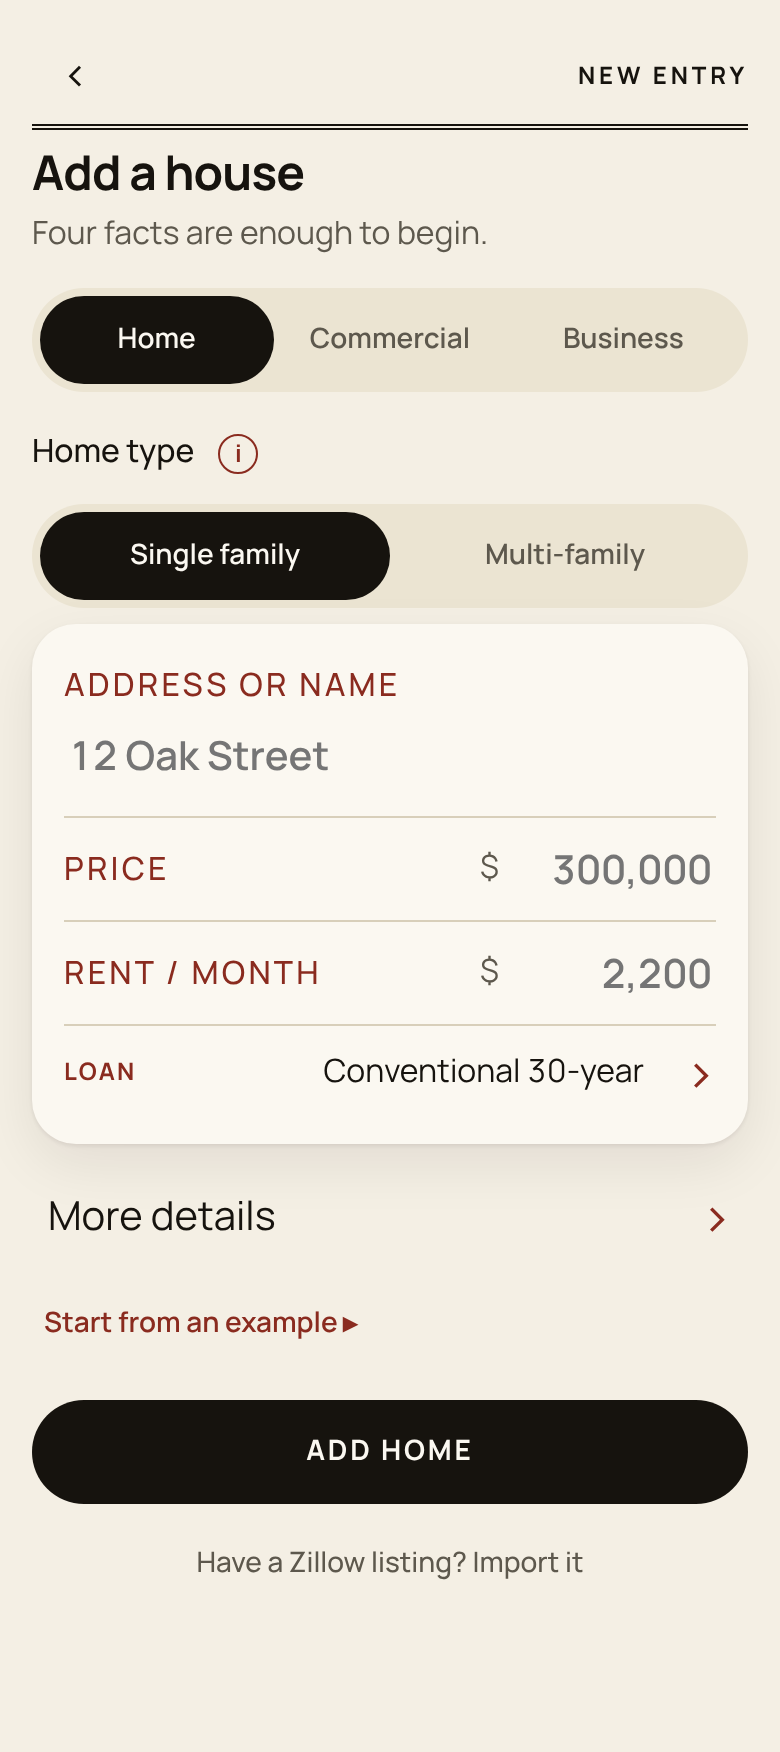 NEW ENTRY
Add a house
Four facts are enough to begin.
Home Commercial Business
Home type i
Single family Multi-family
ADDRESS OR NAME
12 Oak Street
PRICE $ 300,000
RENT / MONTH $ 2,200
LOAN Conventional 30-year
More details
Start from an example ▸
ADD HOME
Have a Zillow listing? Import it